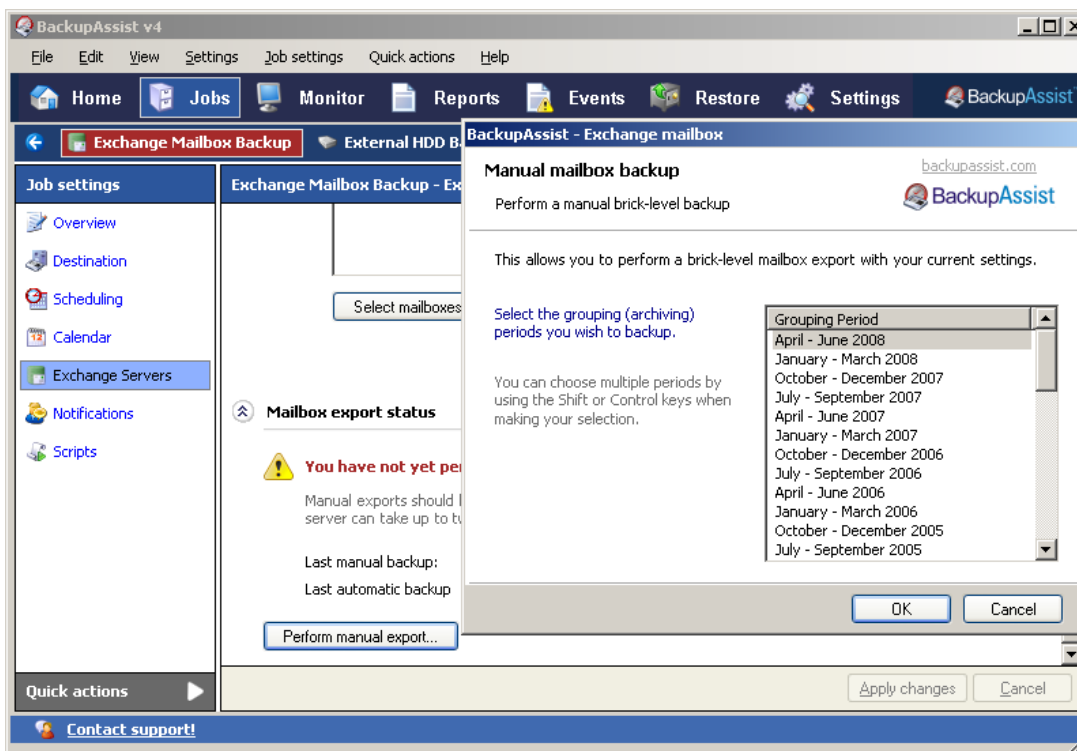 BackupAssist v4
File Edit View Settings Job settings Quick actions Help
Home Jobs Monitor Reports Events Restore Settings BackupAssist
Exchange Mailbox Backup External HDD
BackupAssist - Exchange mailbox
Manual mailbox backup
backupassist.com
Perform a manual brick-level backup
BackupAssist
This allows you to perform a brick-level mailbox export with your current settings.
Select the grouping (archiving)
periods you wish to backup.
You can choose multiple periods by
using the Shift or Control keys when
making your selection.
Grouping Period
April - June 2008
January - March 2008
October - December 2007
July - September 2007
April - June 2007
January - March 2007
October - December 2006
July - September 2006
April - June 2006
January - March 2006
October - December 2005
July - September 2005
OK Cancel
Job settings
Overview
Destination
Scheduling
Calendar
12
Exchange Servers
Notifications
Scripts
Quick actions
Exchange Mailbox Backup -
Select mailboxes
Mailbox export status
You have not yet
Manual exports should
server can take up to
Last manual backup:
Last automatic backup
Perform manual export...
Apply changes Cancel
Contact support!